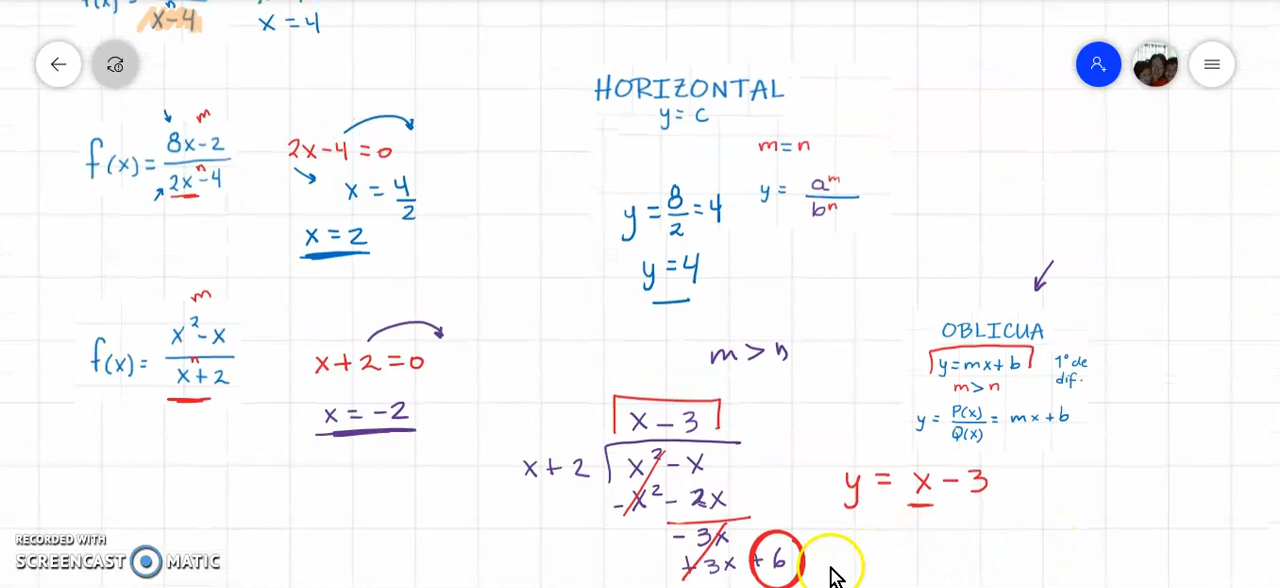 f(x)=
n
x-4
x = 4
f(x) =
m
8x-2
n
2x-4
2x-4=0
x = 4/2
x = 2
HORIZONTAL
y = c
m=n
y = a^m / b^n
y = 8/2 = 4
y = 4
f(x) =
m
x²-x
n
x+2
x+2=0
x = -2
m > n
x - 3
x+2
x² - x
-x² - 2x
- 3x
+ 3x + 6
OBLICUA
y=mx+b
1° de
dif.
m>n
y = P(x)/Q(x) = mx+b
y = x - 3
RECORDED WITH
SCREENCAST MATIC